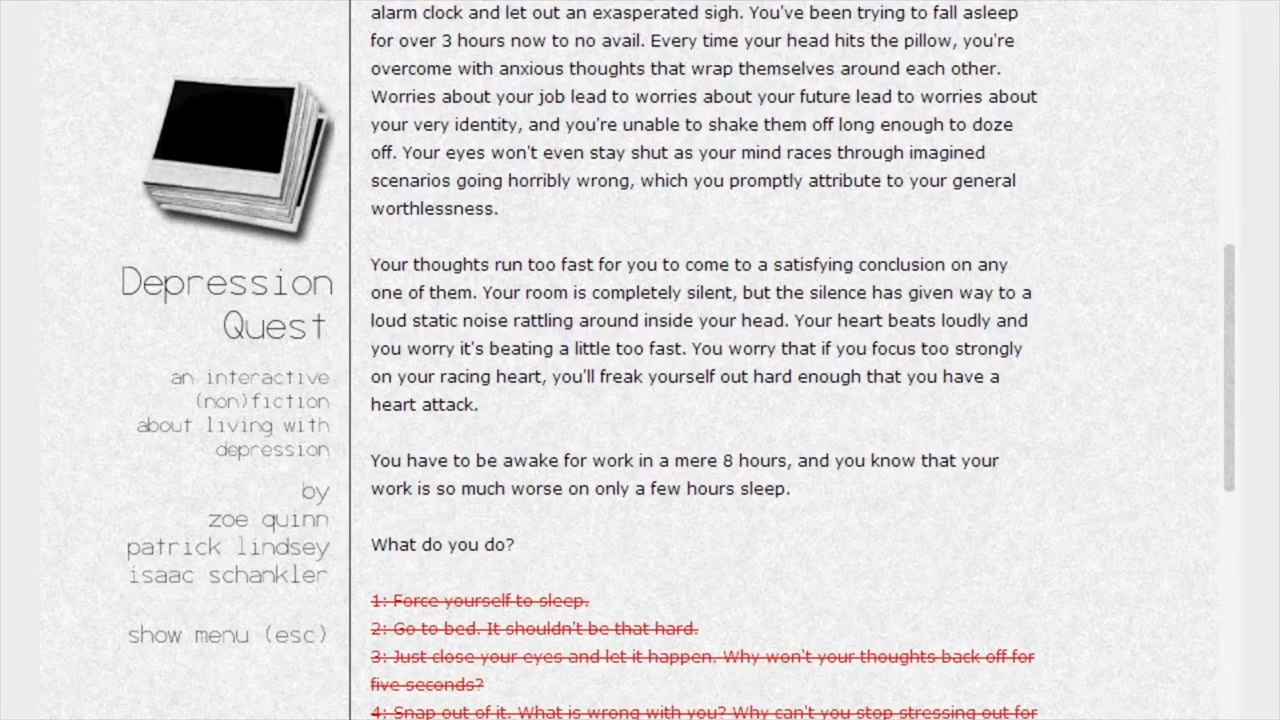 alarm clock and let out an exasperated sigh. You've been trying to fall asleep
for over 3 hours now to no avail. Every time your head hits the pillow, you're
overcome with anxious thoughts that wrap themselves around each other.
Worries about your job lead to worries about your future lead to worries about
your very identity, and you're unable to shake them off long enough to doze
off. Your eyes won't even stay shut as your mind races through imagined
scenarios going horribly wrong, which you promptly attribute to your general
worthlessness.
Your thoughts run too fast for you to come to a satisfying conclusion on any
one of them. Your room is completely silent, but the silence has given way to a
loud static noise rattling around inside your head. Your heart beats loudly and
you worry it's beating a little too fast. You worry that if you focus too strongly
on your racing heart, you'll freak yourself out hard enough that you have a
heart attack.
You have to be awake for work in a mere 8 hours, and you know that your
work is so much worse on only a few hours sleep.
What do you do?
1: Force yourself to sleep.
2: Go to bed. It shouldn't be that hard.
3: Just close your eyes and let it happen. Why won't your thoughts back off for
five seconds?
4: Snap out of it. What is wrong with you? Why can't you stop stressing out for
Depression
Quest
an interactive
(non)fiction
about living with
depression
by
zoe quinn
patrick lindsey
isaac schankler
show menu (esc)